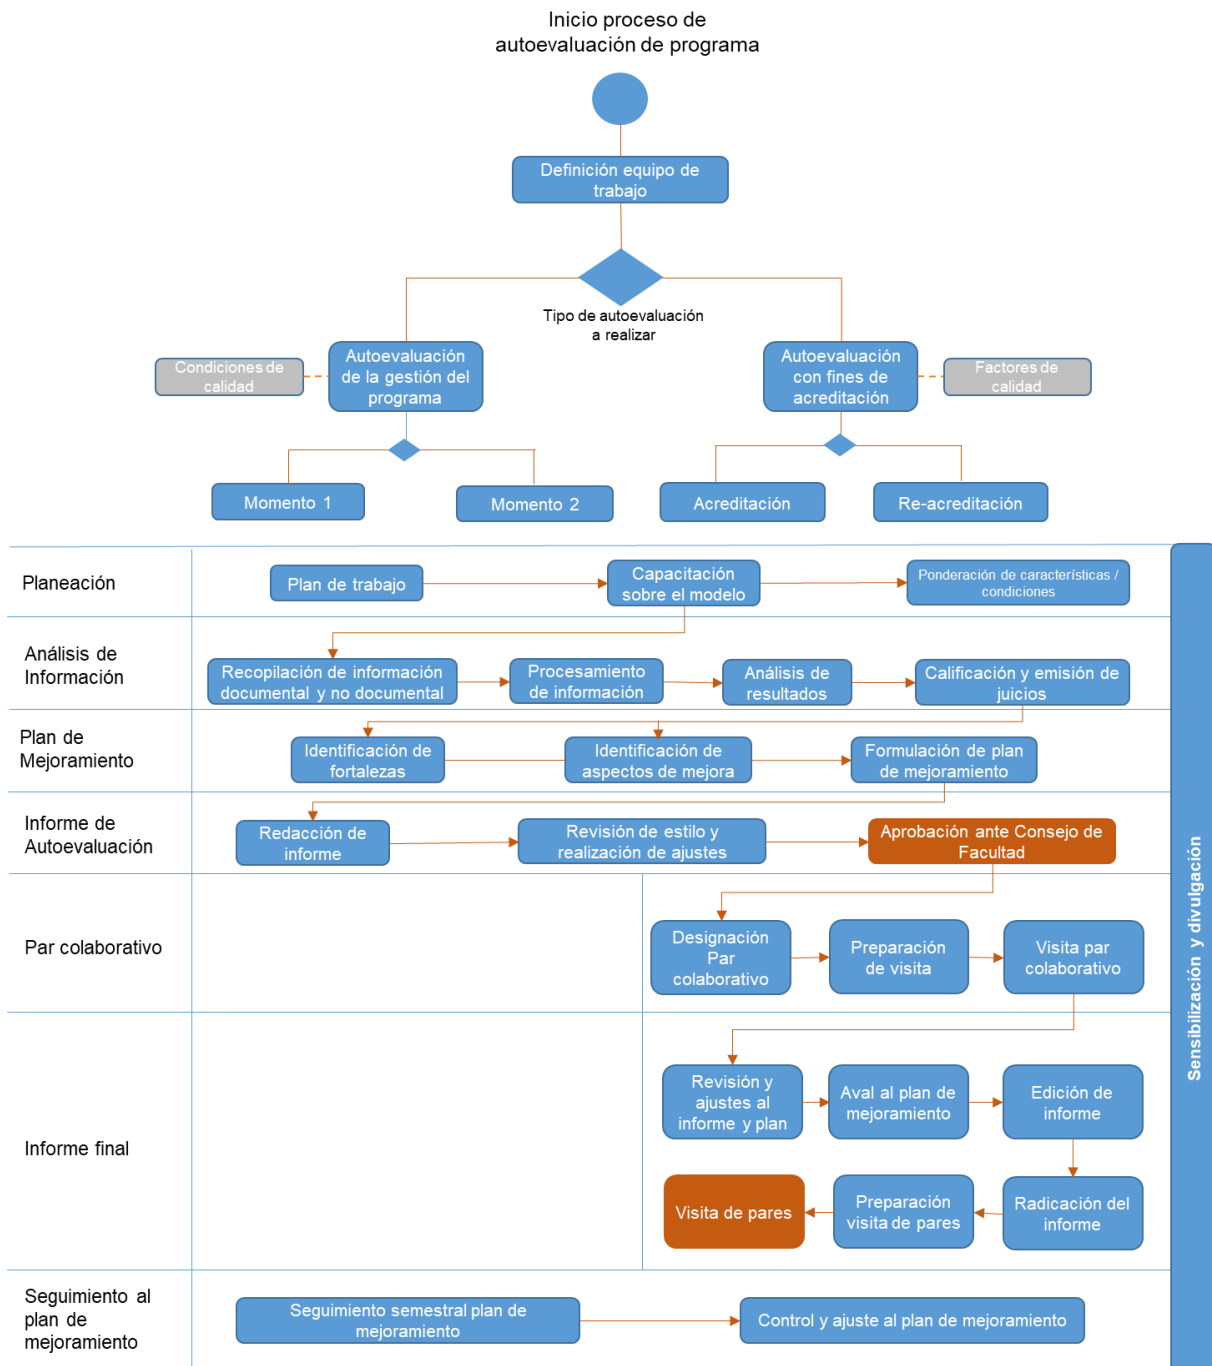 Inicio proceso de
autoevaluación de programa
Definición equipo de
trabajo
Tipo de autoevaluación
a realizar
Condiciones de
calidad
Autoevaluación
de la gestión del
programa
Autoevaluación
con fines de
acreditación
Factores de
calidad
Momento 1
Momento 2
Acreditación
Re-acreditación
Planeación
Plan de trabajo
Capacitación
sobre el modelo
Ponderación de características /
condiciones
Análisis de
Información
Recopilación de información
documental y no documental
Procesamiento
de información
Análisis de
resultados
Calificación y emisión de
juicios
Plan de
Mejoramiento
Identificación de
fortalezas
Identificación de
aspectos de mejora
Formulación de plan
de mejoramiento
Informe de
Autoevaluación
Redacción de
informe
Revisión de estilo y
realización de ajustes
Aprobación ante Consejo de
Facultad
Par colaborativo
Designación
Par
colaborativo
Preparación
de visita
Visita par
colaborativo
Informe final
Revisión y
ajustes al
informe y plan
Aval al plan de
mejoramiento
Edición de
informe
Visita de pares
Preparación
visita de pares
Radicación del
informe
Seguimiento al
plan de
mejoramiento
Seguimiento semestral plan de
mejoramiento
Control y ajuste al plan de mejoramiento
Sensibilización y divulgación